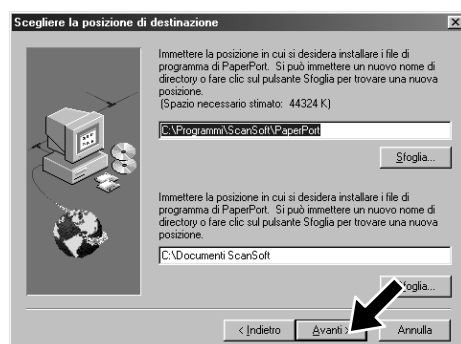 Scegliere la posizione di destinazione
Immettere la posizione in cui si desidera installare i file di
programma di PaperPort. Si può immettere un nuovo nome di
directory o fare clic sul pulsante Sfoglia per trovare una nuova
posizione.
(Spazio necessario stimato: 44324 K)
C:\Programmi\ScanSoft\PaperPort
Sfoglia...
Immettere la posizione in cui si desidera installare i file di
programma di PaperPort. Si può immettere un nuovo nome di
directory o fare clic sul pulsante Sfoglia per trovare una nuova
posizione.
C:\Documenti ScanSoft
Sfoglia...
< Indietro
Avanti >
Annulla